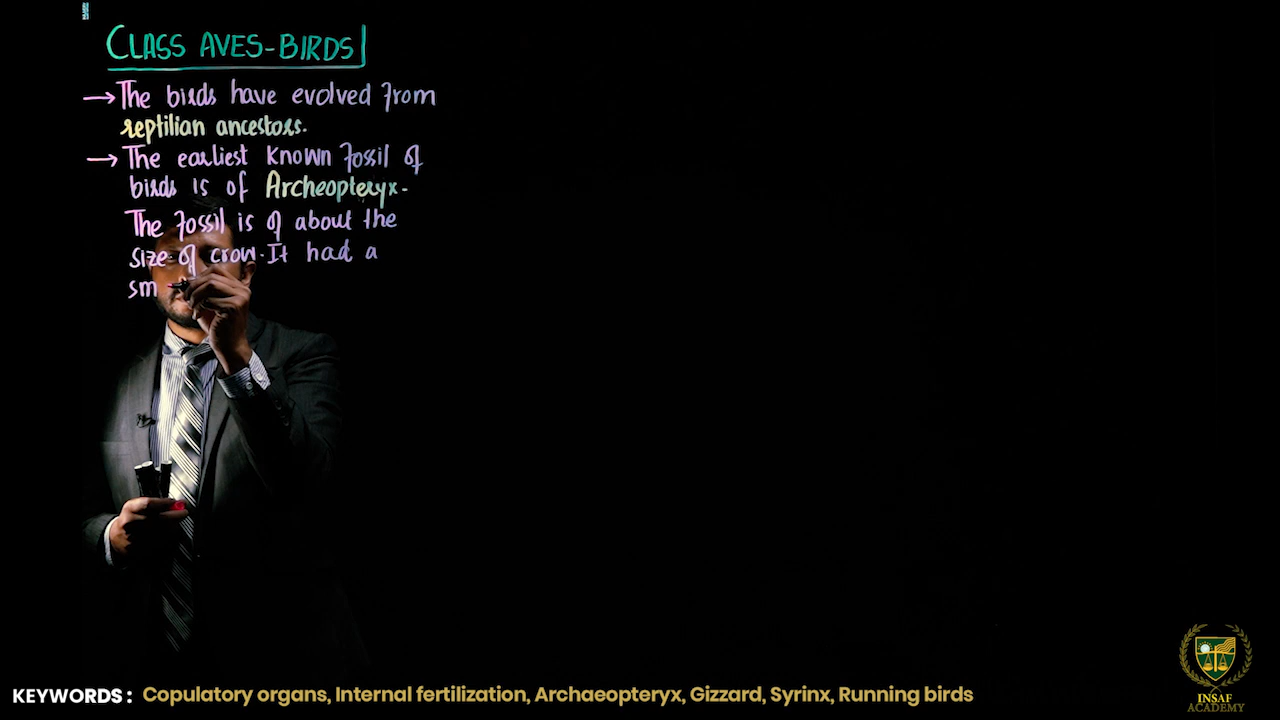 CLASS AVES-BIRDS
→ The birds have evolved from
reptilian ancestors.
→ The earliest known fossil of
birds is of Archeopteryx.
The fossil is of about the
size of crow. It had a
sm
KEYWORDS : Copulatory organs, Internal fertilization, Archaeopteryx, Gizzard, Syrinx, Running birds
INSAF
ACADEMY